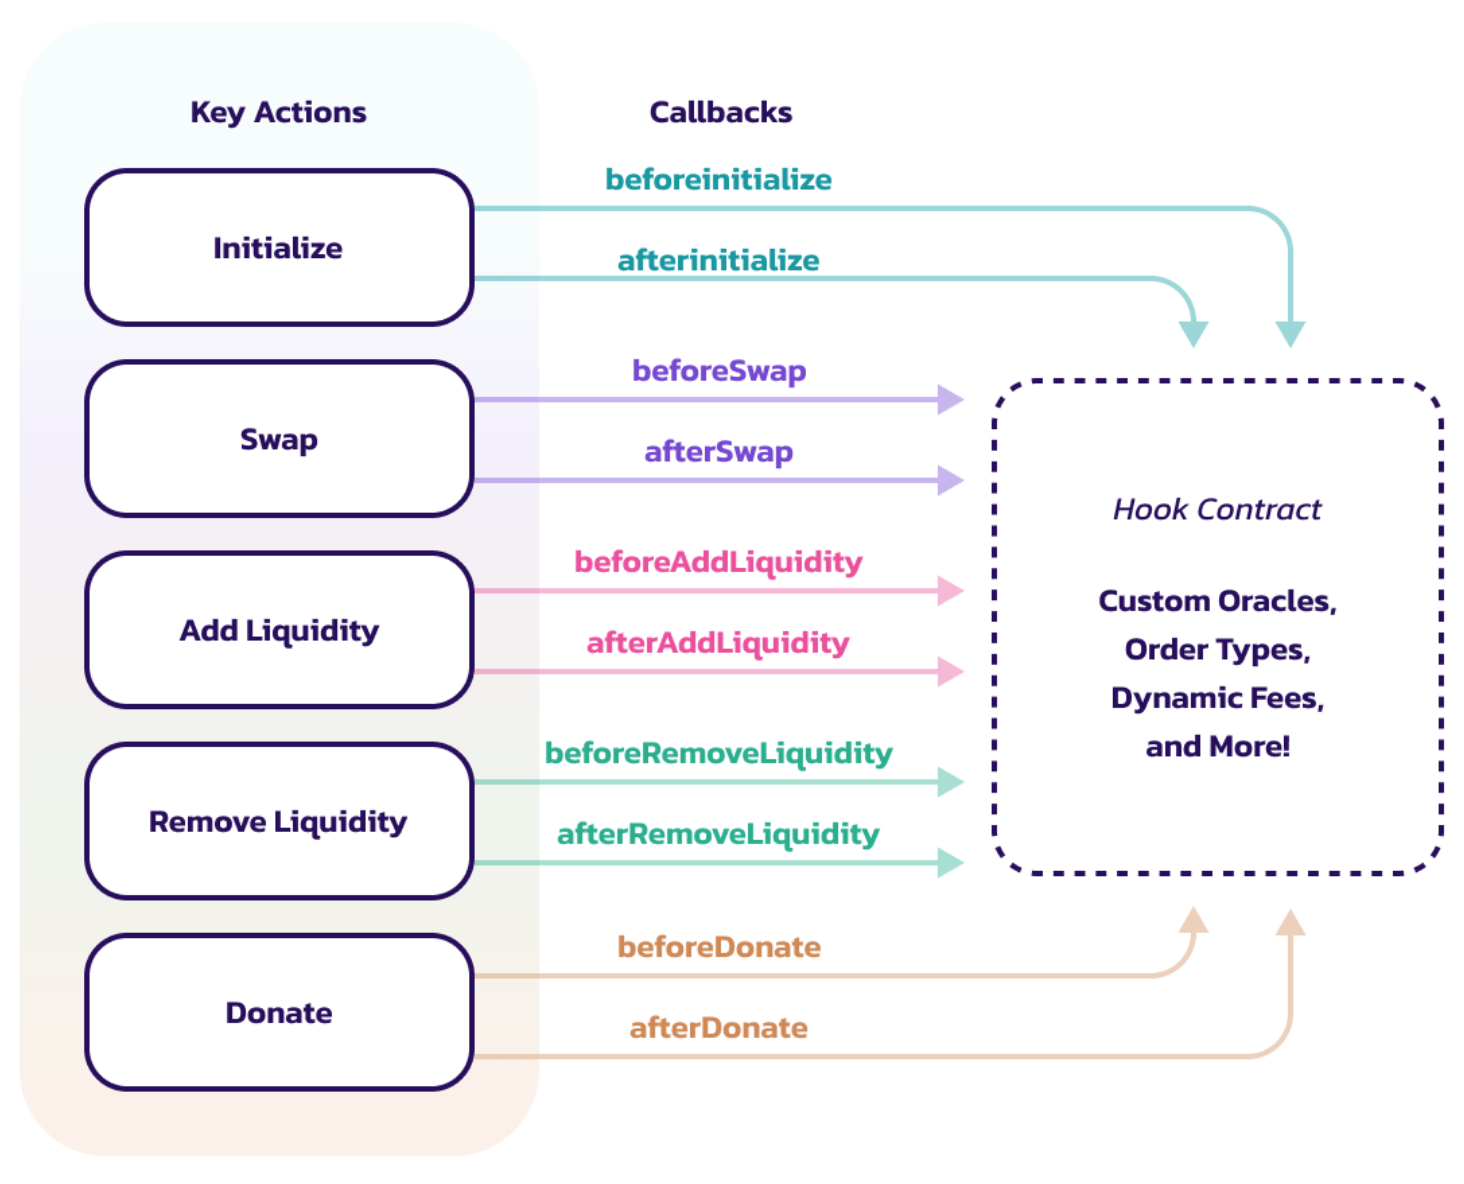 Key Actions
Callbacks
Initialize
beforeinitialize
afterinitialize
Swap
beforeSwap
afterSwap
Add Liquidity
beforeAddLiquidity
afterAddLiquidity
Remove Liquidity
beforeRemoveLiquidity
afterRemoveLiquidity
Donate
beforeDonate
afterDonate
Hook Contract
Custom Oracles,
Order Types,
Dynamic Fees,
and More!